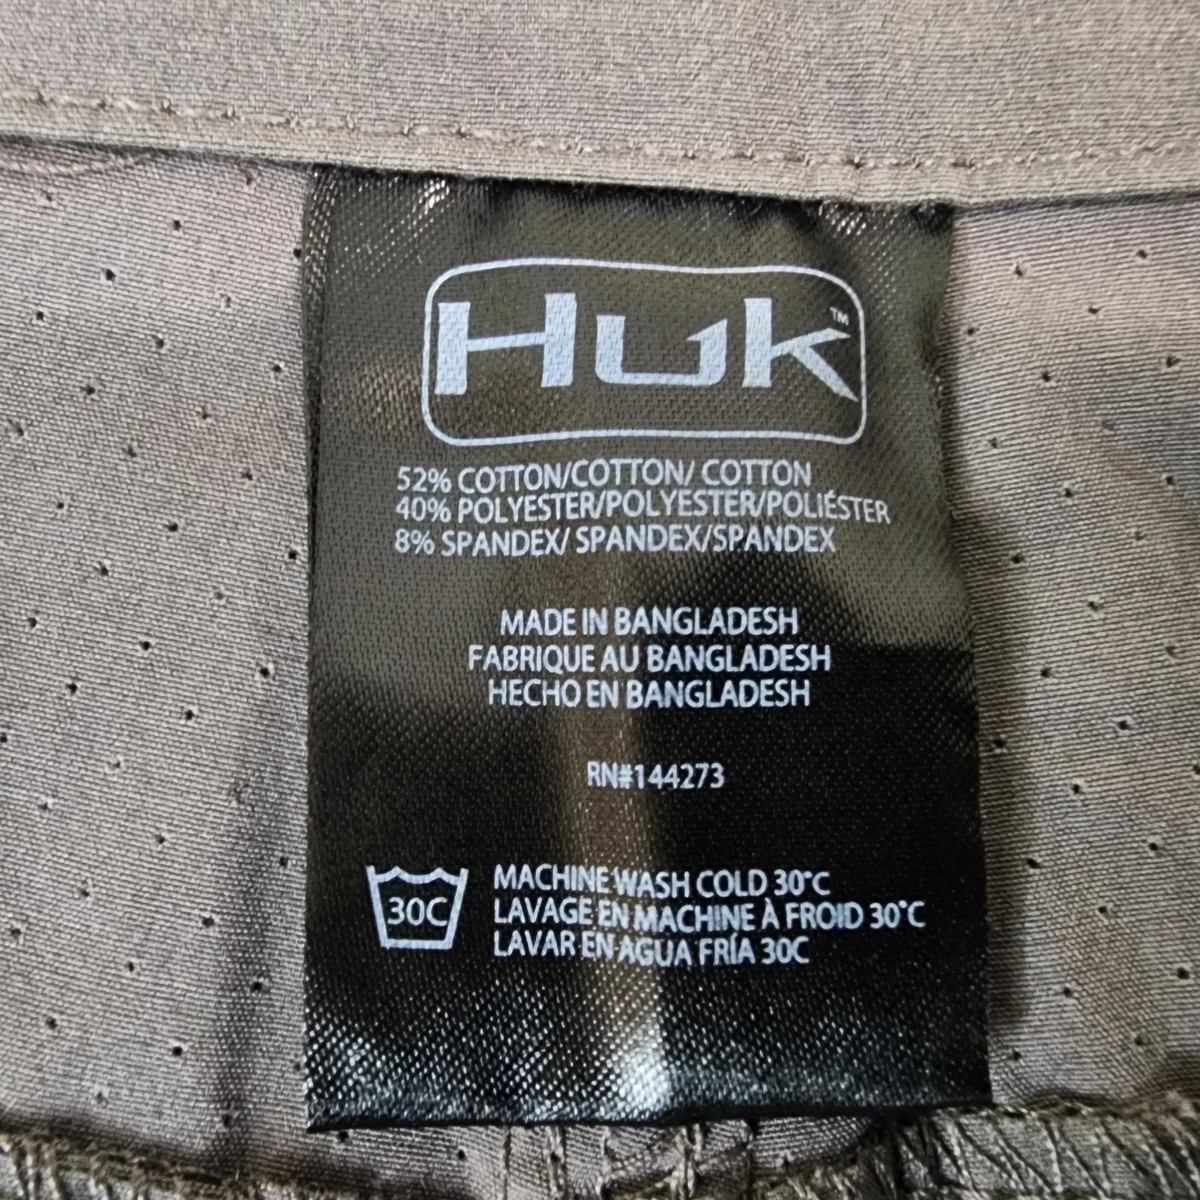 Huk™
52% COTTON/COTTON/ COTTON
40% POLYESTER/POLYESTER/POLIÉSTER
8% SPANDEX/ SPANDEX/SPANDEX
MADE IN BANGLADESH
FABRIQUE AU BANGLADESH
HECHO EN BANGLADESH
RN#144273
30C
MACHINE WASH COLD 30°C
LAVAGE EN MACHINE À FROID 30°C
LAVAR EN AGUA FRÍA 30C